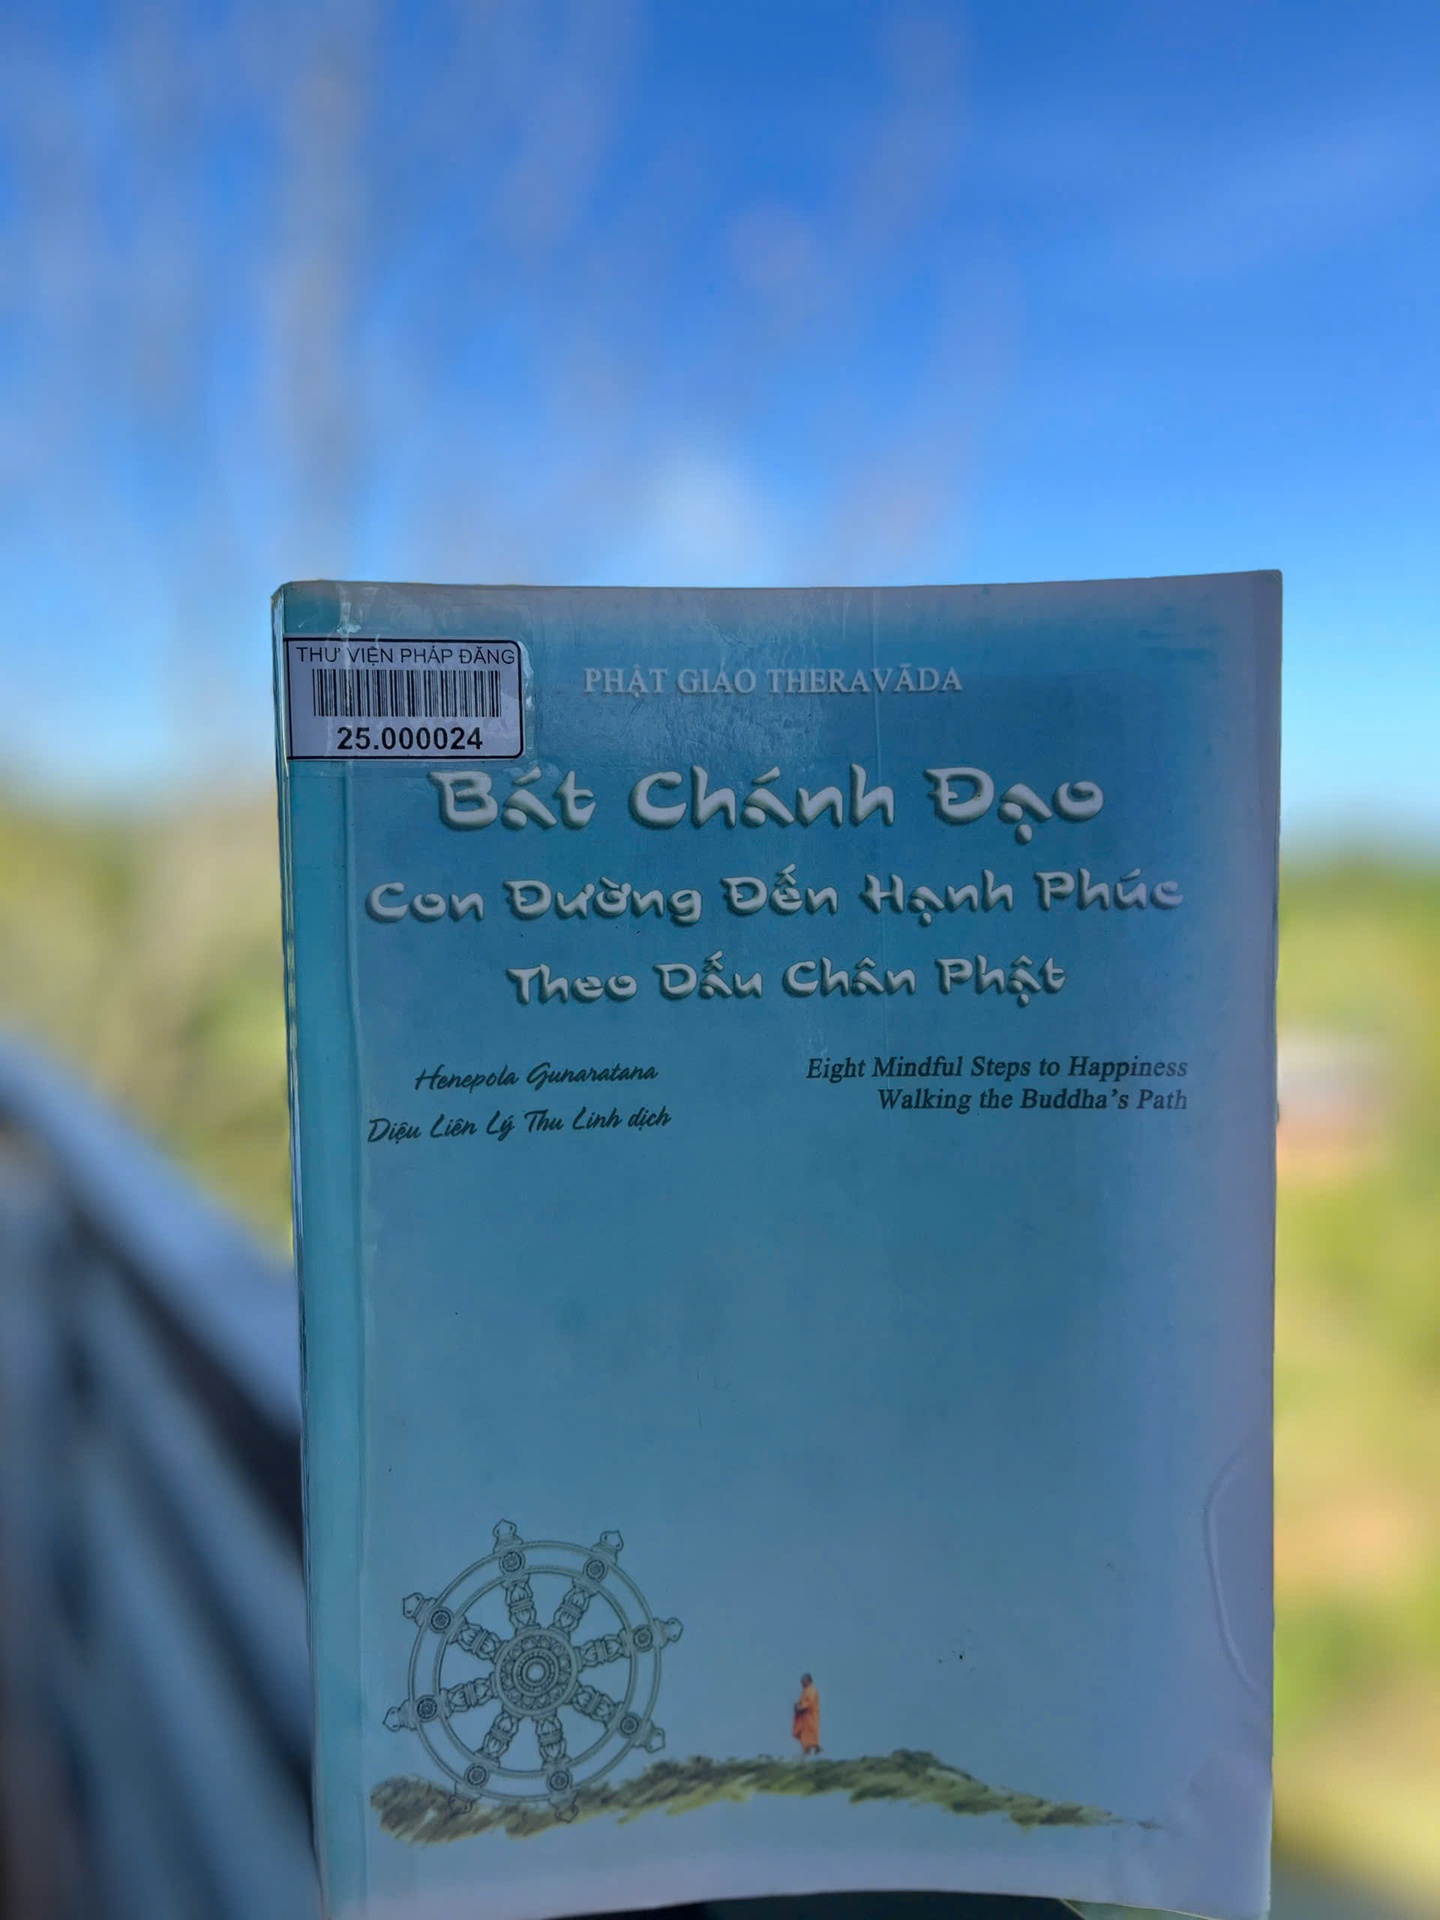 THƯ VIỆN PHÁP ĐĂNG
25.000024
PHẬT GIÁO THERAVĀDA
Bát Chánh Đạo
Con Đường Đến Hạnh Phúc
Theo Dấu Chân Phật
Henepola Gunaratana
Diệu Liên Lý Thu Linh dịch
Eight Mindful Steps to Happiness
Walking the Buddha's Path